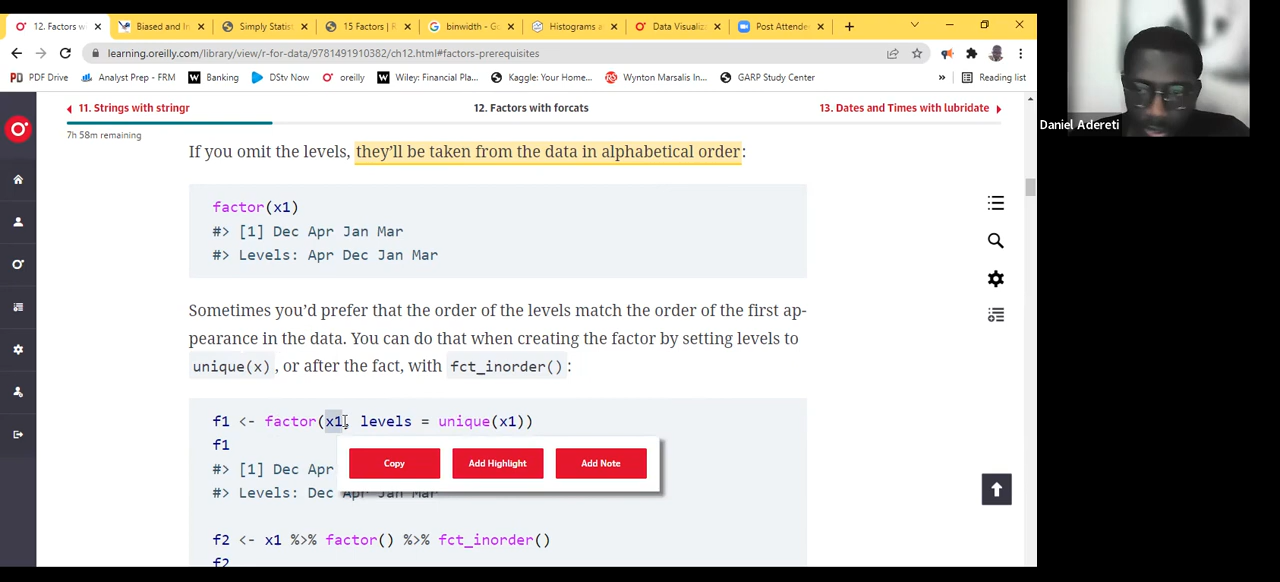 12. Factors w
Biased and In
Simply Statist
15 Factors | R
binwidth - Go
Histograms a
Data Visualiz
Post Attende
learning.oreilly.com/library/view/r-for-data/9781491910382/ch12.html#factors-prerequisites
PDF Drive
Analyst Prep - FRM
Banking
DStv Now
oreilly
Wiley: Financial Pla...
Kaggle: Your Home...
Wynton Marsalis In...
GARP Study Center
»
Reading list
11. Strings with stringr
12. Factors with forcats
13. Dates and Times with lubridate
7h 58m remaining
If you omit the levels, they'll be taken from the data in alphabetical order:
factor(x1)
#> [1] Dec Apr Jan Mar
#> Levels: Apr Dec Jan Mar
Sometimes you'd prefer that the order of the levels match the order of the first ap-
pearance in the data. You can do that when creating the factor by setting levels to
unique(x), or after the fact, with fct_inorder():
f1 <- factor(x1, levels = unique(x1))
f1
#> [1] Dec Apr
#> Levels: Dec Apr Jan Mar
Copy
Add Highlight
Add Note
f2 <- x1 %>% factor() %>% fct_inorder()
f2
Daniel Adereti